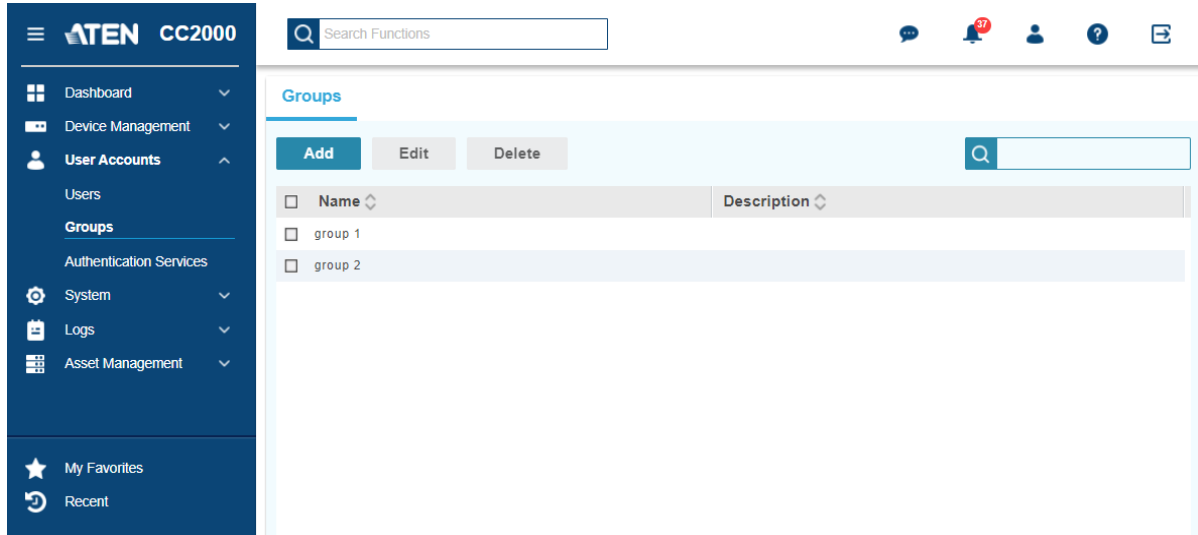 ATEN CC2000
Search Functions
37
Dashboard
Device Management
User Accounts
Users
Groups
Authentication Services
System
Logs
Asset Management
My Favorites
Recent
Groups
Add Edit Delete
Name Description
group 1
group 2